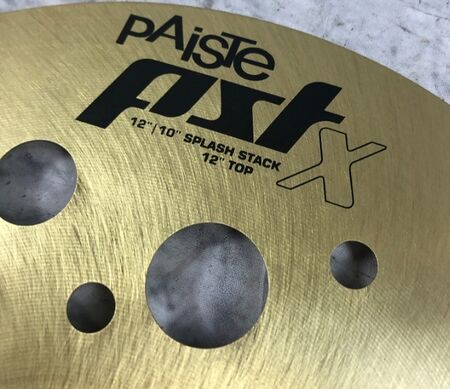 PAiSTe
pst X
12"/10" SPLASH STACK
12" TOP